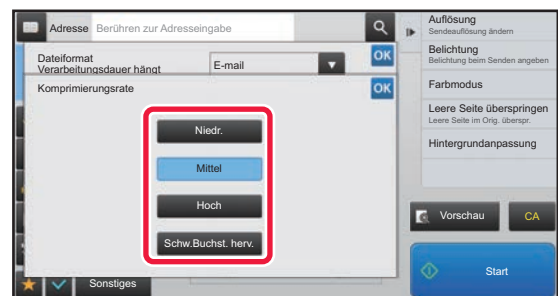 Adresse
Berühren zur Adresseingabe
Dateiformat
Verarbeitungsdauer hängt
E-mail
OK
Komprimierungsrate
OK
Niedr.
Mittel
Hoch
Schw.Buchst. herv.
Sonstiges
Auflösung
Sendeauflösung ändern
Belichtung
Belichtung beim Senden angeben
Farbmodus
Leere Seite überspringen
Leere Seite im Orig. überspr.
Hintergrundanpassung
Vorschau
CA
Start